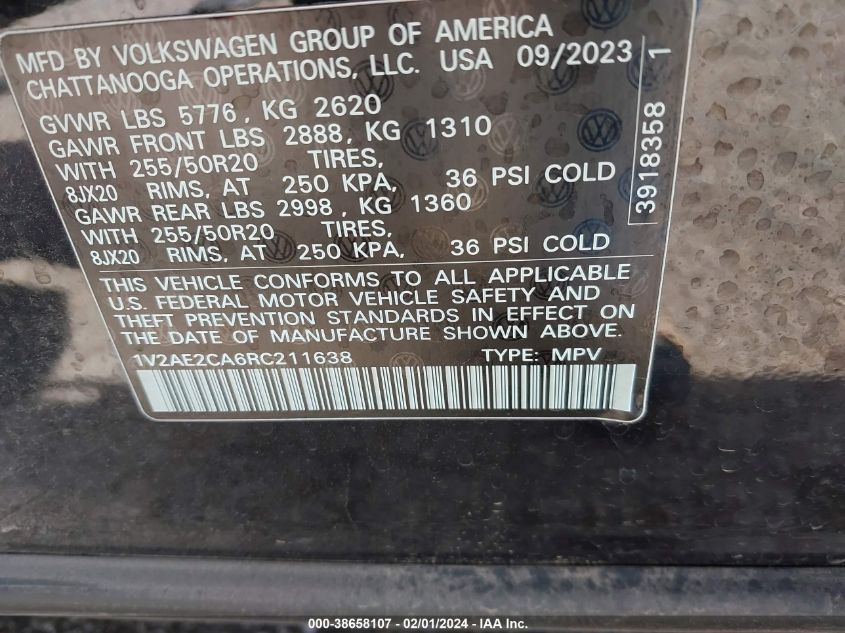 MFD BY VOLKSWAGEN GROUP OF AMERICA
CHATTANOOGA OPERATIONS, LLC. USA 09/2023
GVWR LBS 5776, KG 2620
GAWR FRONT LBS 2888, KG 1310
WITH 255/50R20 TIRES,
8JX20 RIMS, AT 250 KPA, 36 PSI COLD
GAWR REAR LBS 2998, KG 1360
WITH 255/50R20 TIRES,
8JX20 RIMS, AT 250 KPA, 36 PSI COLD
THIS VEHICLE CONFORMS TO ALL APPLICABLE
U.S. FEDERAL MOTOR VEHICLE SAFETY AND
THEFT PREVENTION STANDARDS IN EFFECT ON
THE DATE OF MANUFACTURE SHOWN ABOVE.
1V2AE2CA6RC211638 TYPE: MPV
3918358 1
000-38658107 - 02/01/2024 - IAA Inc.